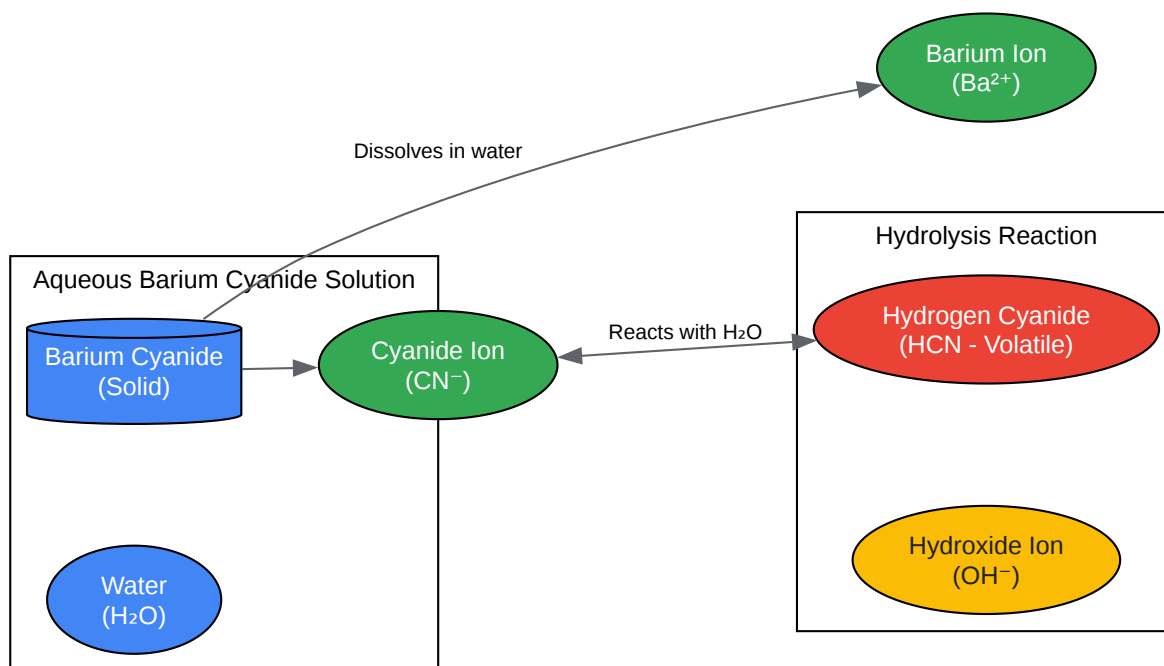 Barium Ion
(Ba²⁺)
Dissolves in water
Hydrolysis Reaction
Aqueous Barium Cyanide Solution
Hydrogen Cyanide
(HCN - Volatile)
Reacts with H₂O
Cyanide Ion
(CN⁻)
Barium Cyanide
(Solid)
Hydroxide Ion
(OH⁻)
Water
(H₂O)